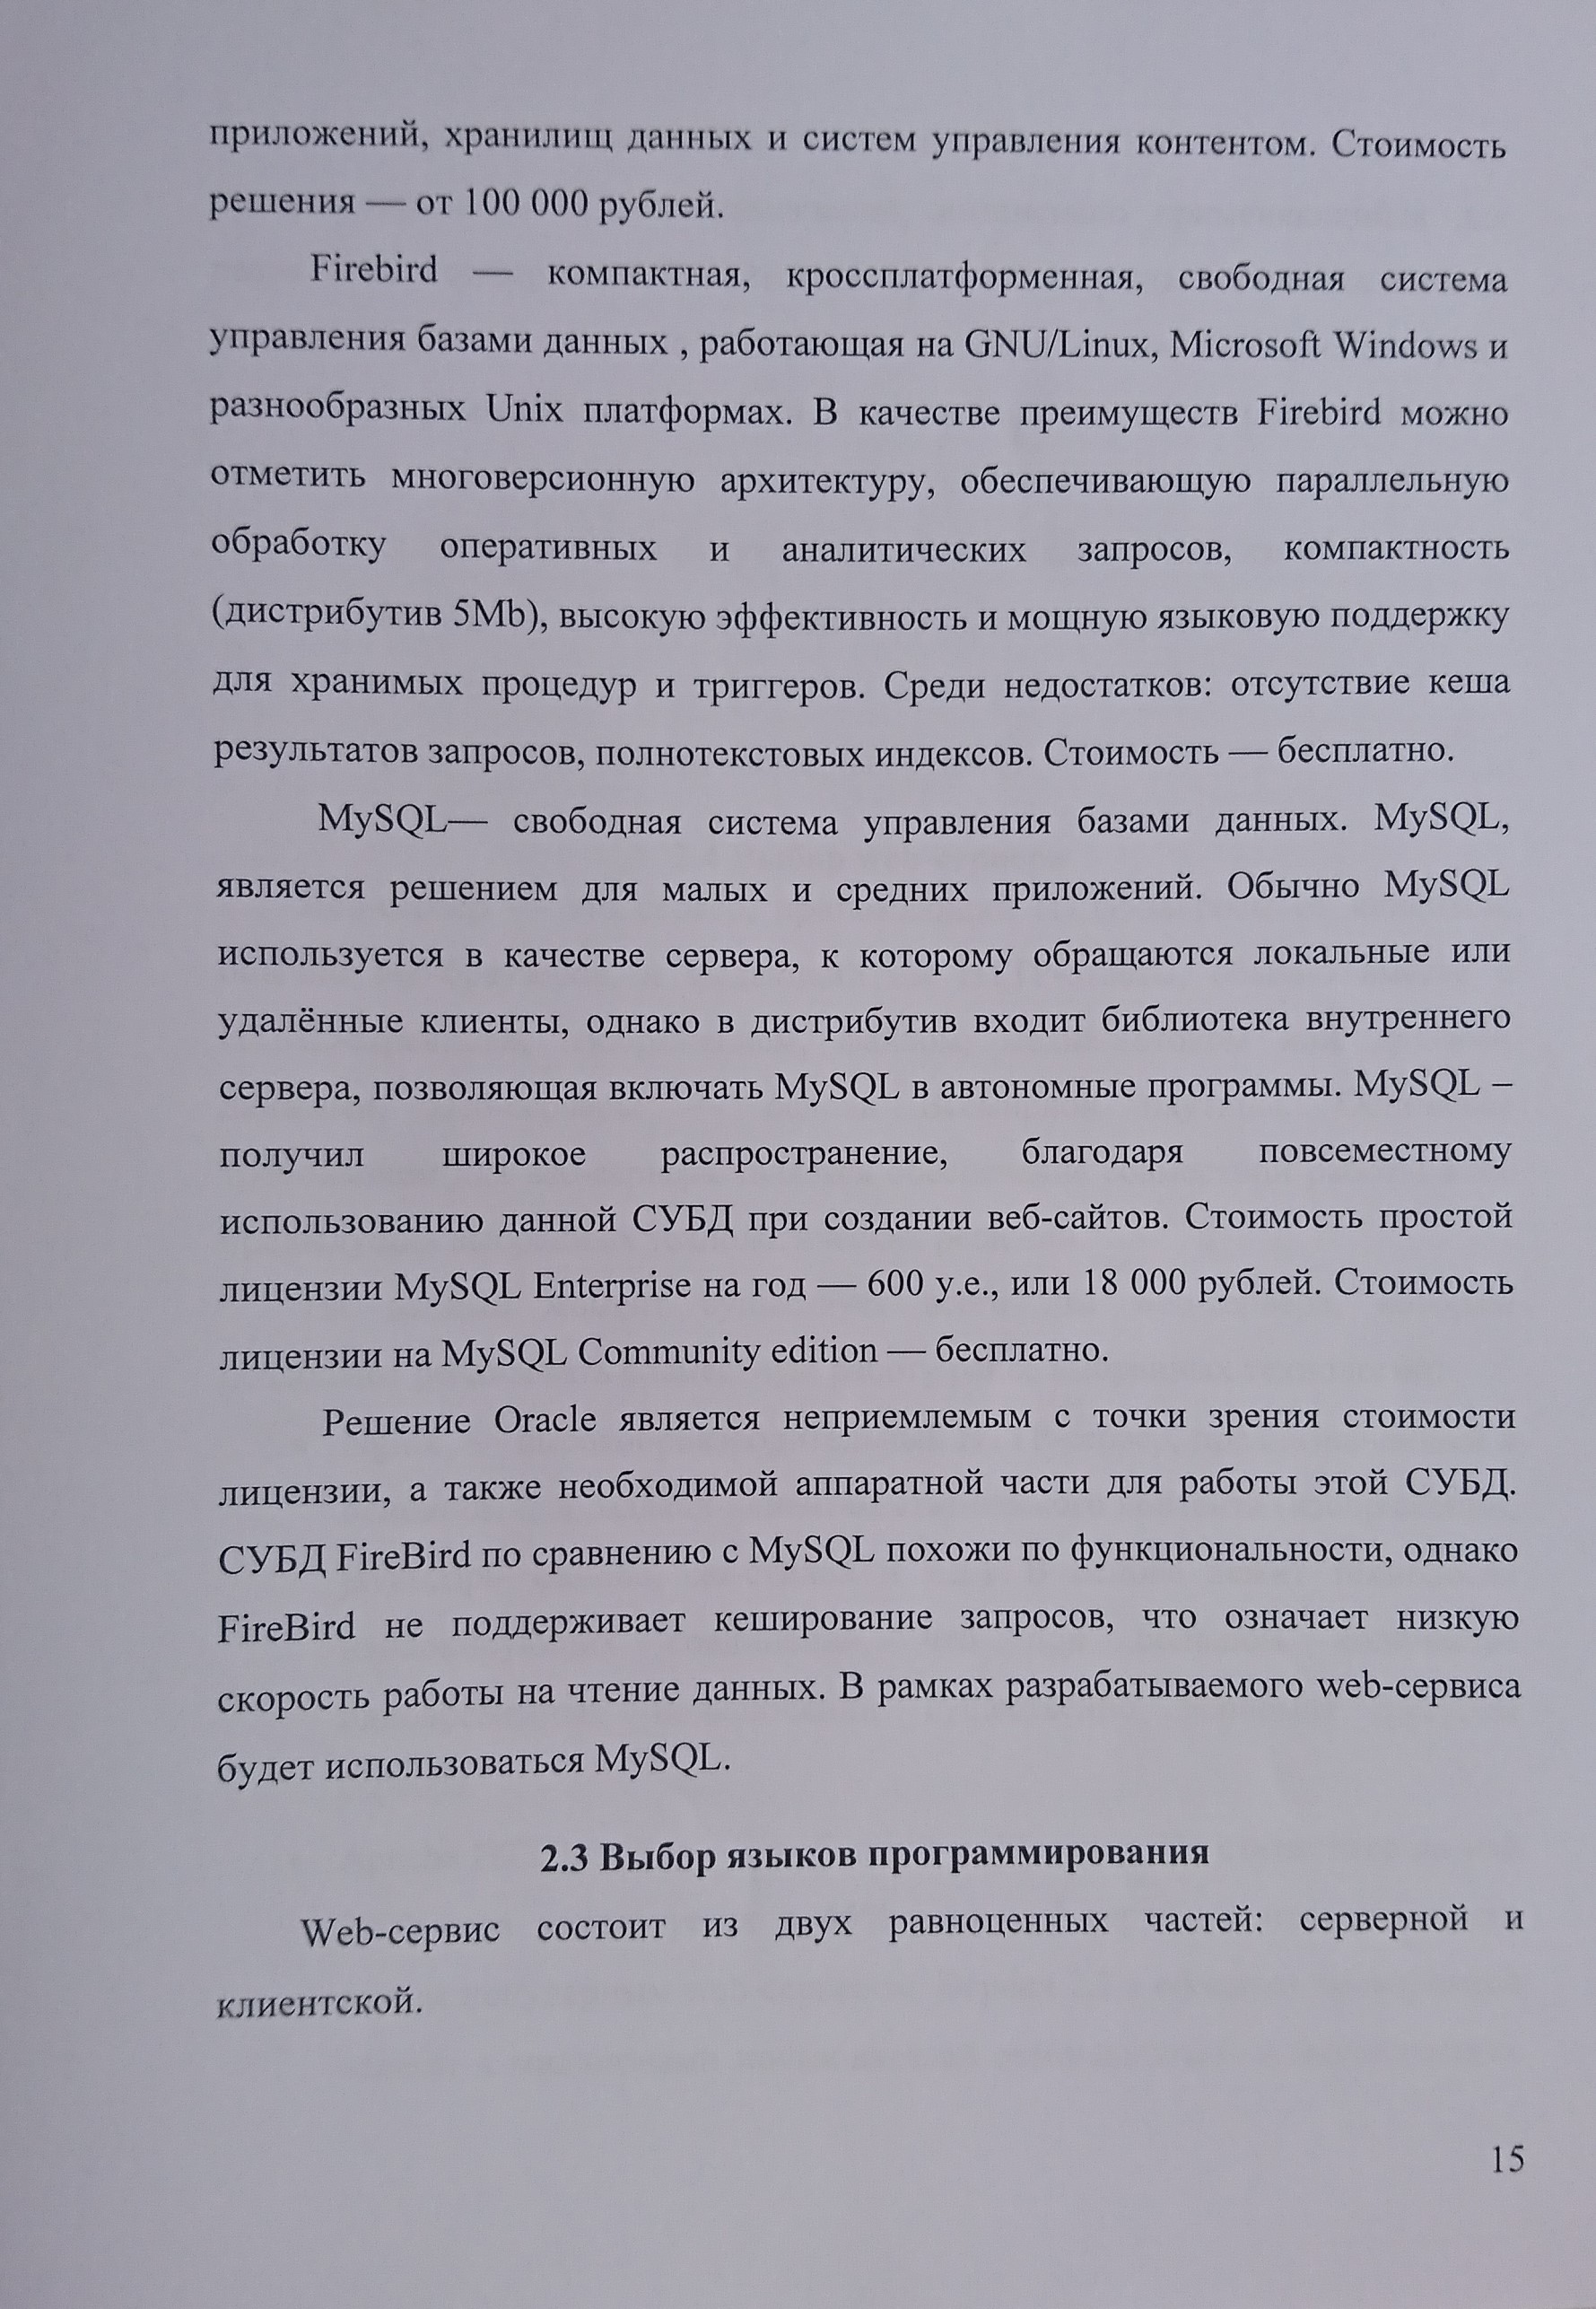 приложений, хранилищ данных и систем управления контентом. Стоимость
решения — от 100 000 рублей.
Firebird — компактная, кроссплатформенная, свободная система
управления базами данных , работающая на GNU/Linux, Microsoft Windows и
разнообразных Unix платформах. В качестве преимуществ Firebird можно
отметить многоверсионную архитектуру, обеспечивающую параллельную
обработку оперативных и аналитических запросов, компактность
(дистрибутив 5Mb), высокую эффективность и мощную языковую поддержку
для хранимых процедур и триггеров. Среди недостатков: отсутствие кеша
результатов запросов, полнотекстовых индексов. Стоимость — бесплатно.
MySQL— свободная система управления базами данных. MySQL,
является решением для малых и средних приложений. Обычно MySQL
используется в качестве сервера, к которому обращаются локальные или
удалённые клиенты, однако в дистрибутив входит библиотека внутреннего
сервера, позволяющая включать MySQL в автономные программы. MySQL –
получил широкое распространение, благодаря повсеместному
использованию данной СУБД при создании веб-сайтов. Стоимость простой
лицензии MySQL Enterprise на год — 600 у.е., или 18 000 рублей. Стоимость
лицензии на MySQL Community edition — бесплатно.
Решение Oracle является неприемлемым с точки зрения стоимости
лицензии, а также необходимой аппаратной части для работы этой СУБД.
СУБД FireBird по сравнению с MySQL похожи по функциональности, однако
FireBird не поддерживает кеширование запросов, что означает низкую
скорость работы на чтение данных. В рамках разрабатываемого web-сервиса
будет использоваться MySQL.
2.3 Выбор языков программирования
Web-сервис состоит из двух равноценных частей: серверной и
клиентской.
15